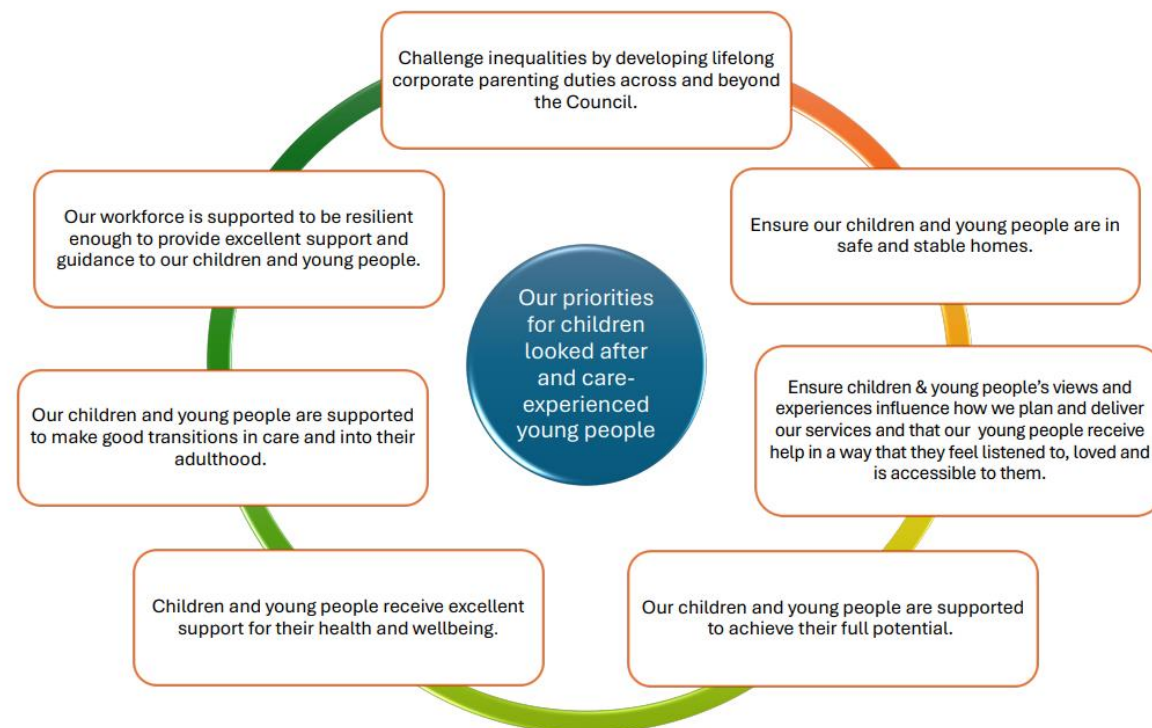 Challenge inequalities by developing lifelong
corporate parenting duties across and beyond
the Council.
Ensure our children and young people are in
safe and stable homes.
Ensure children & young people’s views and
experiences influence how we plan and deliver
our services and that our young people receive
help in a way that they feel listened to, loved and
is accessible to them.
Our children and young people are supported
to achieve their full potential.
Children and young people receive excellent
support for their health and wellbeing.
Our children and young people are supported
to make good transitions in care and into their
adulthood.
Our workforce is supported to be resilient
enough to provide excellent support and
guidance to our children and young people.
Our priorities
for children
looked after
and care-
experienced
young people